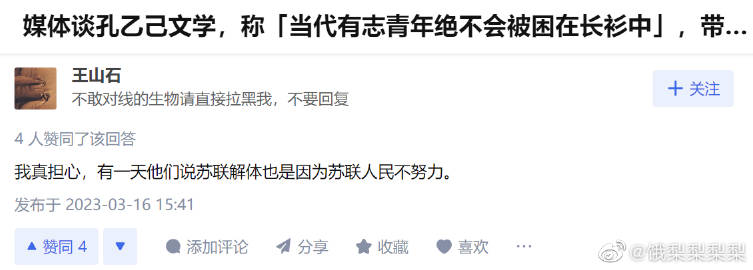 媒体谈孔乙己文学，称「当代有志青年绝不会被困在长衫中」，带...
王山石
不敢对线的生物请直接拉黑我，不要回复
+ 关注
4 人赞同了该回答
我真担心，有一天他们说苏联解体也是因为苏联人民不努力。
发布于 2023-03-16 15:41
▲ 赞同 4 ▼ 添加评论 分享 收藏 喜欢 ...
@饿梨梨梨梨